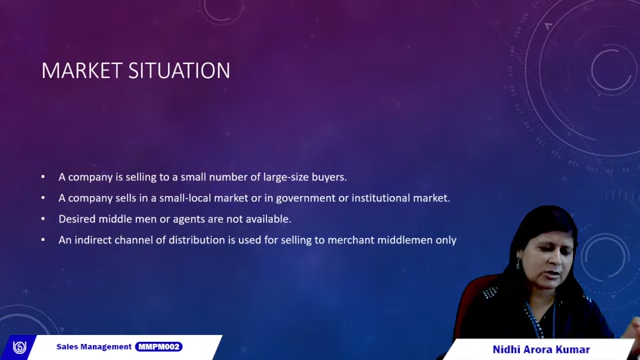 MARKET SITUATION
• A company is selling to a small number of large-size buyers.
• A company sells in a small-local market or in government or institutional market.
• Desired middle men or agents are not available.
• An indirect channel of distribution is used for selling to merchant middlemen only
Sales Management MMPM002
Nidhi Arora Kumar